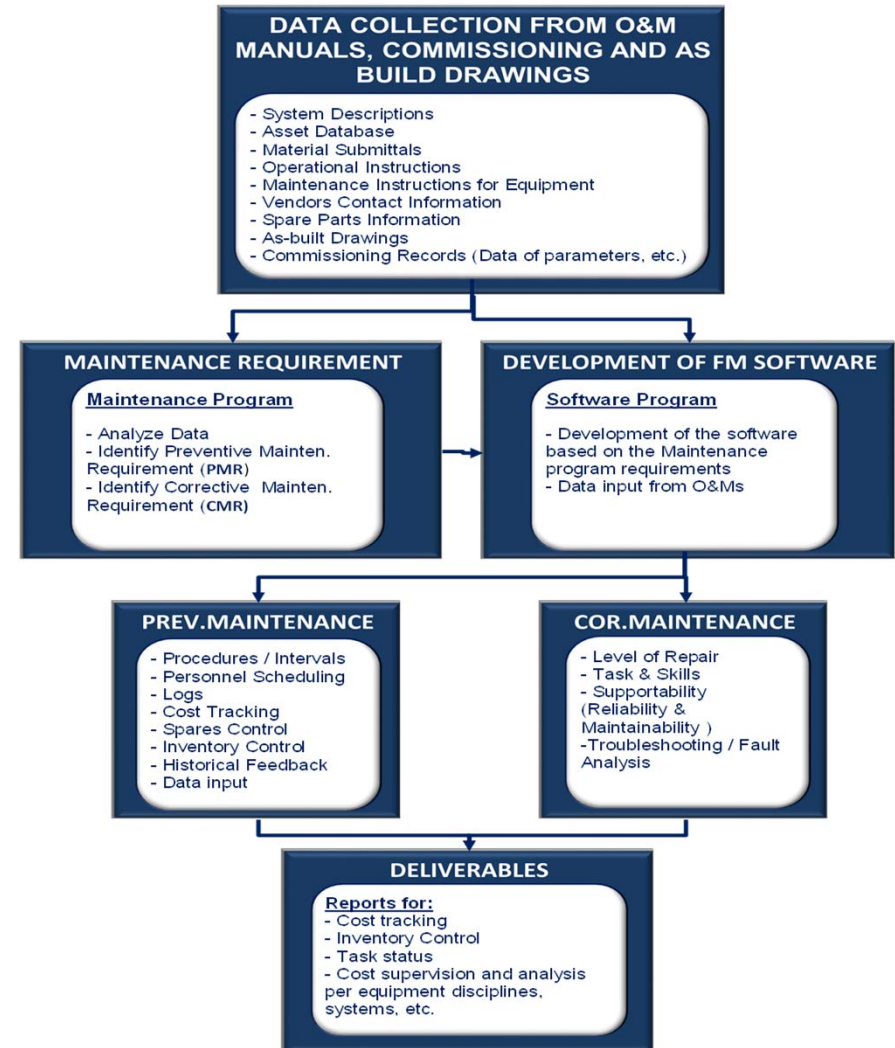 DATA COLLECTION FROM O&M
MANUALS, COMMISSIONING AND AS
BUILD DRAWINGS
- System Descriptions
- Asset Database
- Material Submittals
- Operational Instructions
- Maintenance Instructions for Equipment
- Vendors Contact Information
- Spare Parts Information
- As-built Drawings
- Commissioning Records (Data of parameters, etc.)
MAINTENANCE REQUIREMENT
Maintenance Program
- Analyze Data
- Identify Preventive Mainten.
Requirement (PMR)
- Identify Corrective Mainten.
Requirement (CMR)
DEVELOPMENT OF FM SOFTWARE
Software Program
- Development of the software
based on the Maintenance
program requirements
- Data input from O&Ms
PREV.MAINTENANCE
- Procedures / Intervals
- Personnel Scheduling
- Logs
- Cost Tracking
- Spares Control
- Inventory Control
- Historical Feedback
- Data input
COR.MAINTENANCE
- Level of Repair
- Task & Skills
- Supportability
(Reliability &
Maintainability )
-Troubleshooting / Fault
Analysis
DELIVERABLES
Reports for:
- Cost tracking
- Inventory Control
- Task status
- Cost supervision and analysis
per equipment disciplines,
systems, etc.